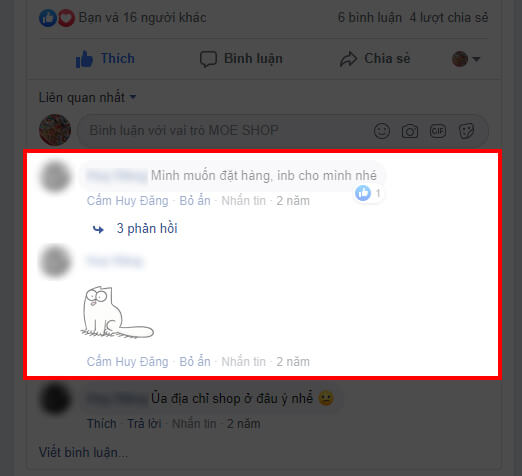 Bạn và 16 người khác 6 bình luận 4 lượt chia sẻ
Thích Bình luận Chia sẻ
Liên quan nhất
Bình luận với vai trò MOE SHOP
GIF
Mình muốn đặt hàng, inb cho mình nhé
1
Cấm Huy Đăng · Bỏ ẩn · Nhắn tin · 2 năm
3 phản hồi
Cấm Huy Đăng · Bỏ ẩn · Nhắn tin · 2 năm
Ủa địa chỉ shop ở đâu ý nhể
Thích · Trả lời · Nhắn tin · 2 năm
Viết bình luận...